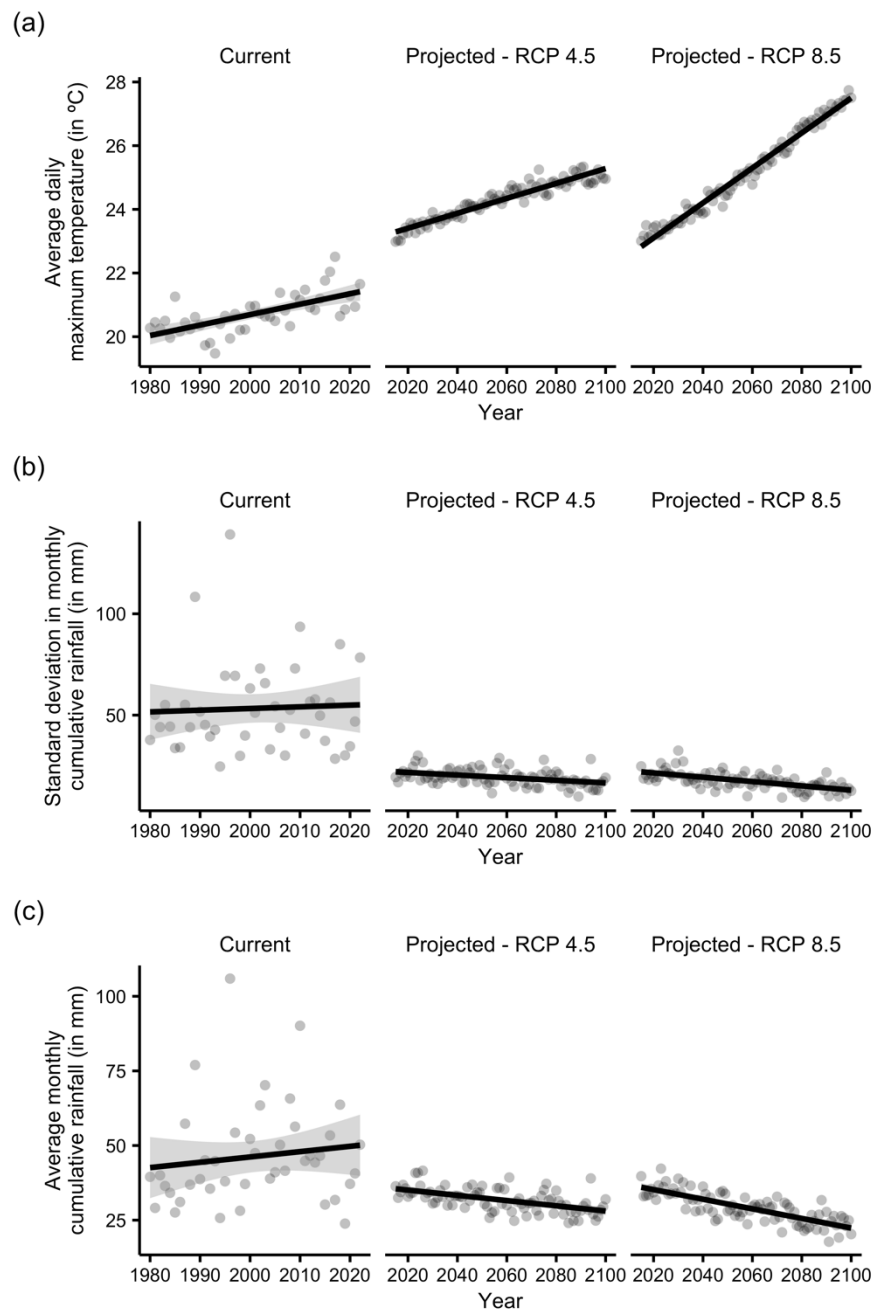 (a)
Current
Projected - RCP 4.5
Projected - RCP 8.5
Average daily
maximum temperature (in ºC)
28
26
24
22
20
1980 1990 2000 2010 2020
2020 2040 2060 2080 2100
2020 2040 2060 2080 2100
Year
(b)
Current
Projected - RCP 4.5
Projected - RCP 8.5
Standard deviation in monthly
cumulative rainfall (in mm)
100
50
1980 1990 2000 2010 2020
2020 2040 2060 2080 2100
2020 2040 2060 2080 2100
Year
(c)
Current
Projected - RCP 4.5
Projected - RCP 8.5
Average monthly
cumulative rainfall (in mm)
100
75
50
25
1980 1990 2000 2010 2020
2020 2040 2060 2080 2100
2020 2040 2060 2080 2100
Year